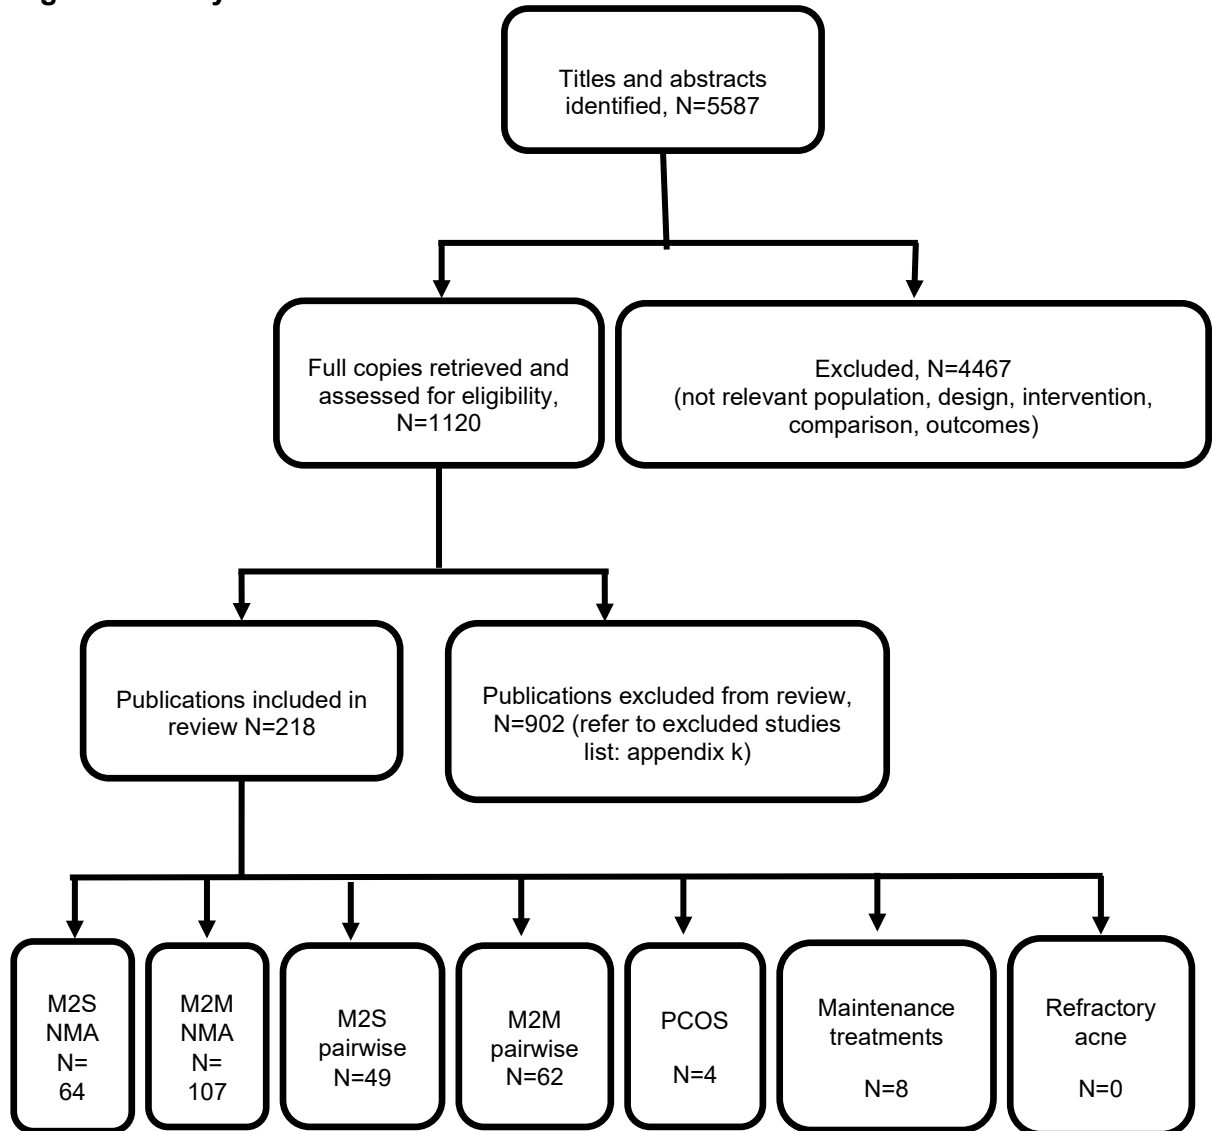 Titles and abstracts
identified, N=5587
Full copies retrieved and
assessed for eligibility,
N=1120
Excluded, N=4467
(not relevant population, design, intervention,
comparison, outcomes)
Publications included in
review N=218
Publications excluded from review,
N=902 (refer to excluded studies
list: appendix k)
M2S
NMA
N=
64
M2M
NMA
N=
107
M2S
pairwise
N=49
M2M
pairwise
N=62
PCOS
N=4
Maintenance
treatments
N=8
Refractory
acne
N=0